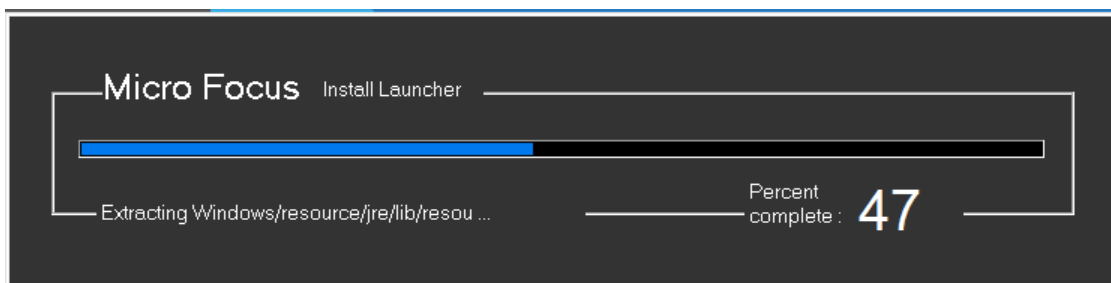 Micro Focus Install Launcher
Extracting Windows/resource/jre/lib/resou ...
Percent
complete : 47